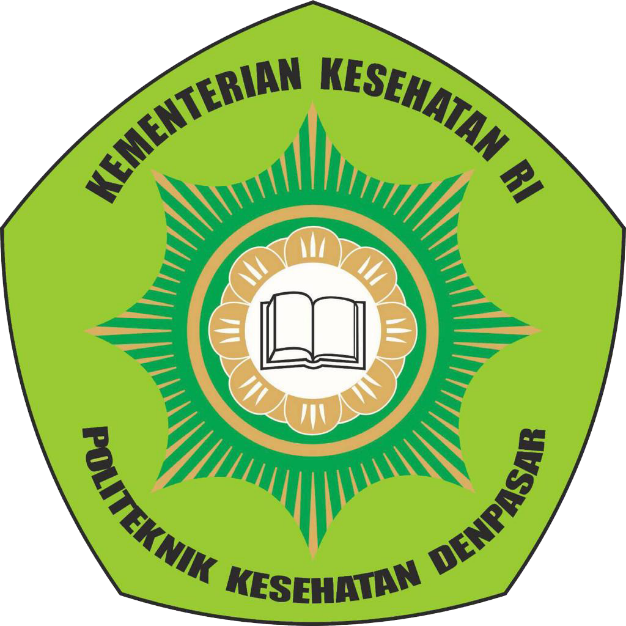 KEMENTERIAN KESEHATAN RI
POLITEKNIK KESEHATAN DENPASAR